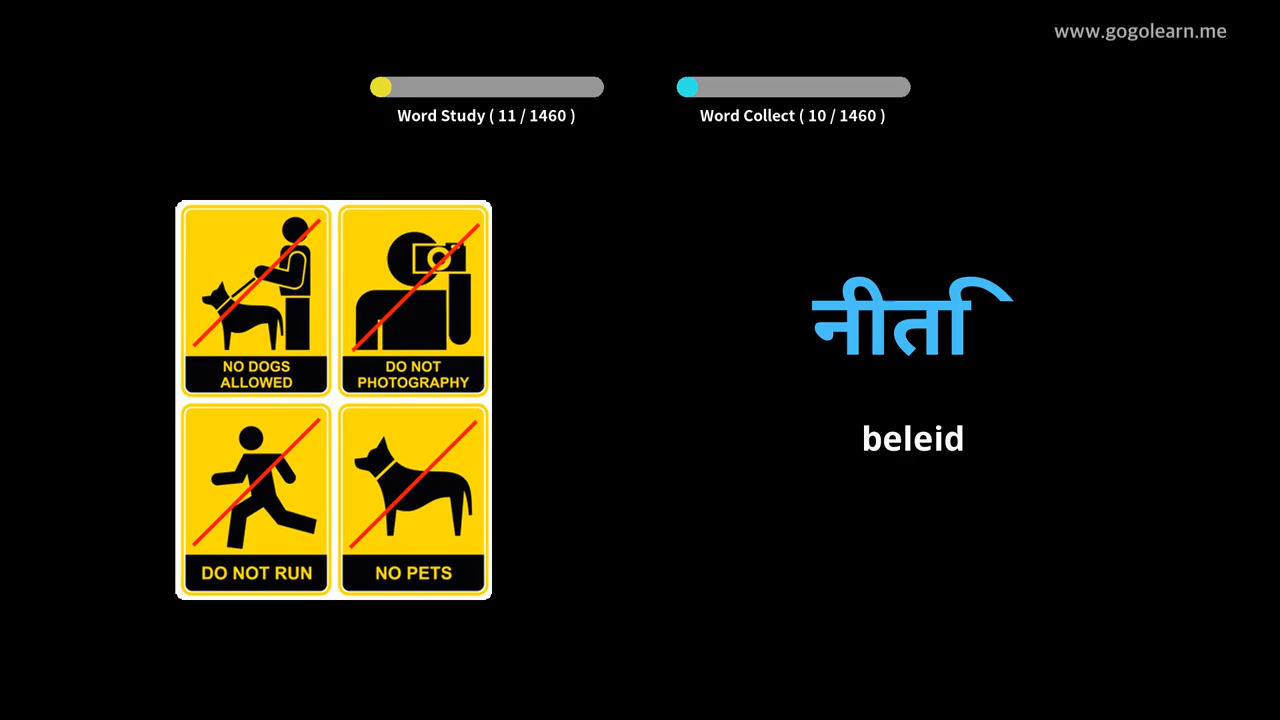 www.gogolearn.me
Word Study ( 11 / 1460 )
Word Collect ( 10 / 1460 )
NO DOGS
ALLOWED
DO NOT
PHOTOGRAPHY
DO NOT RUN
NO PETS
नीति
beleid